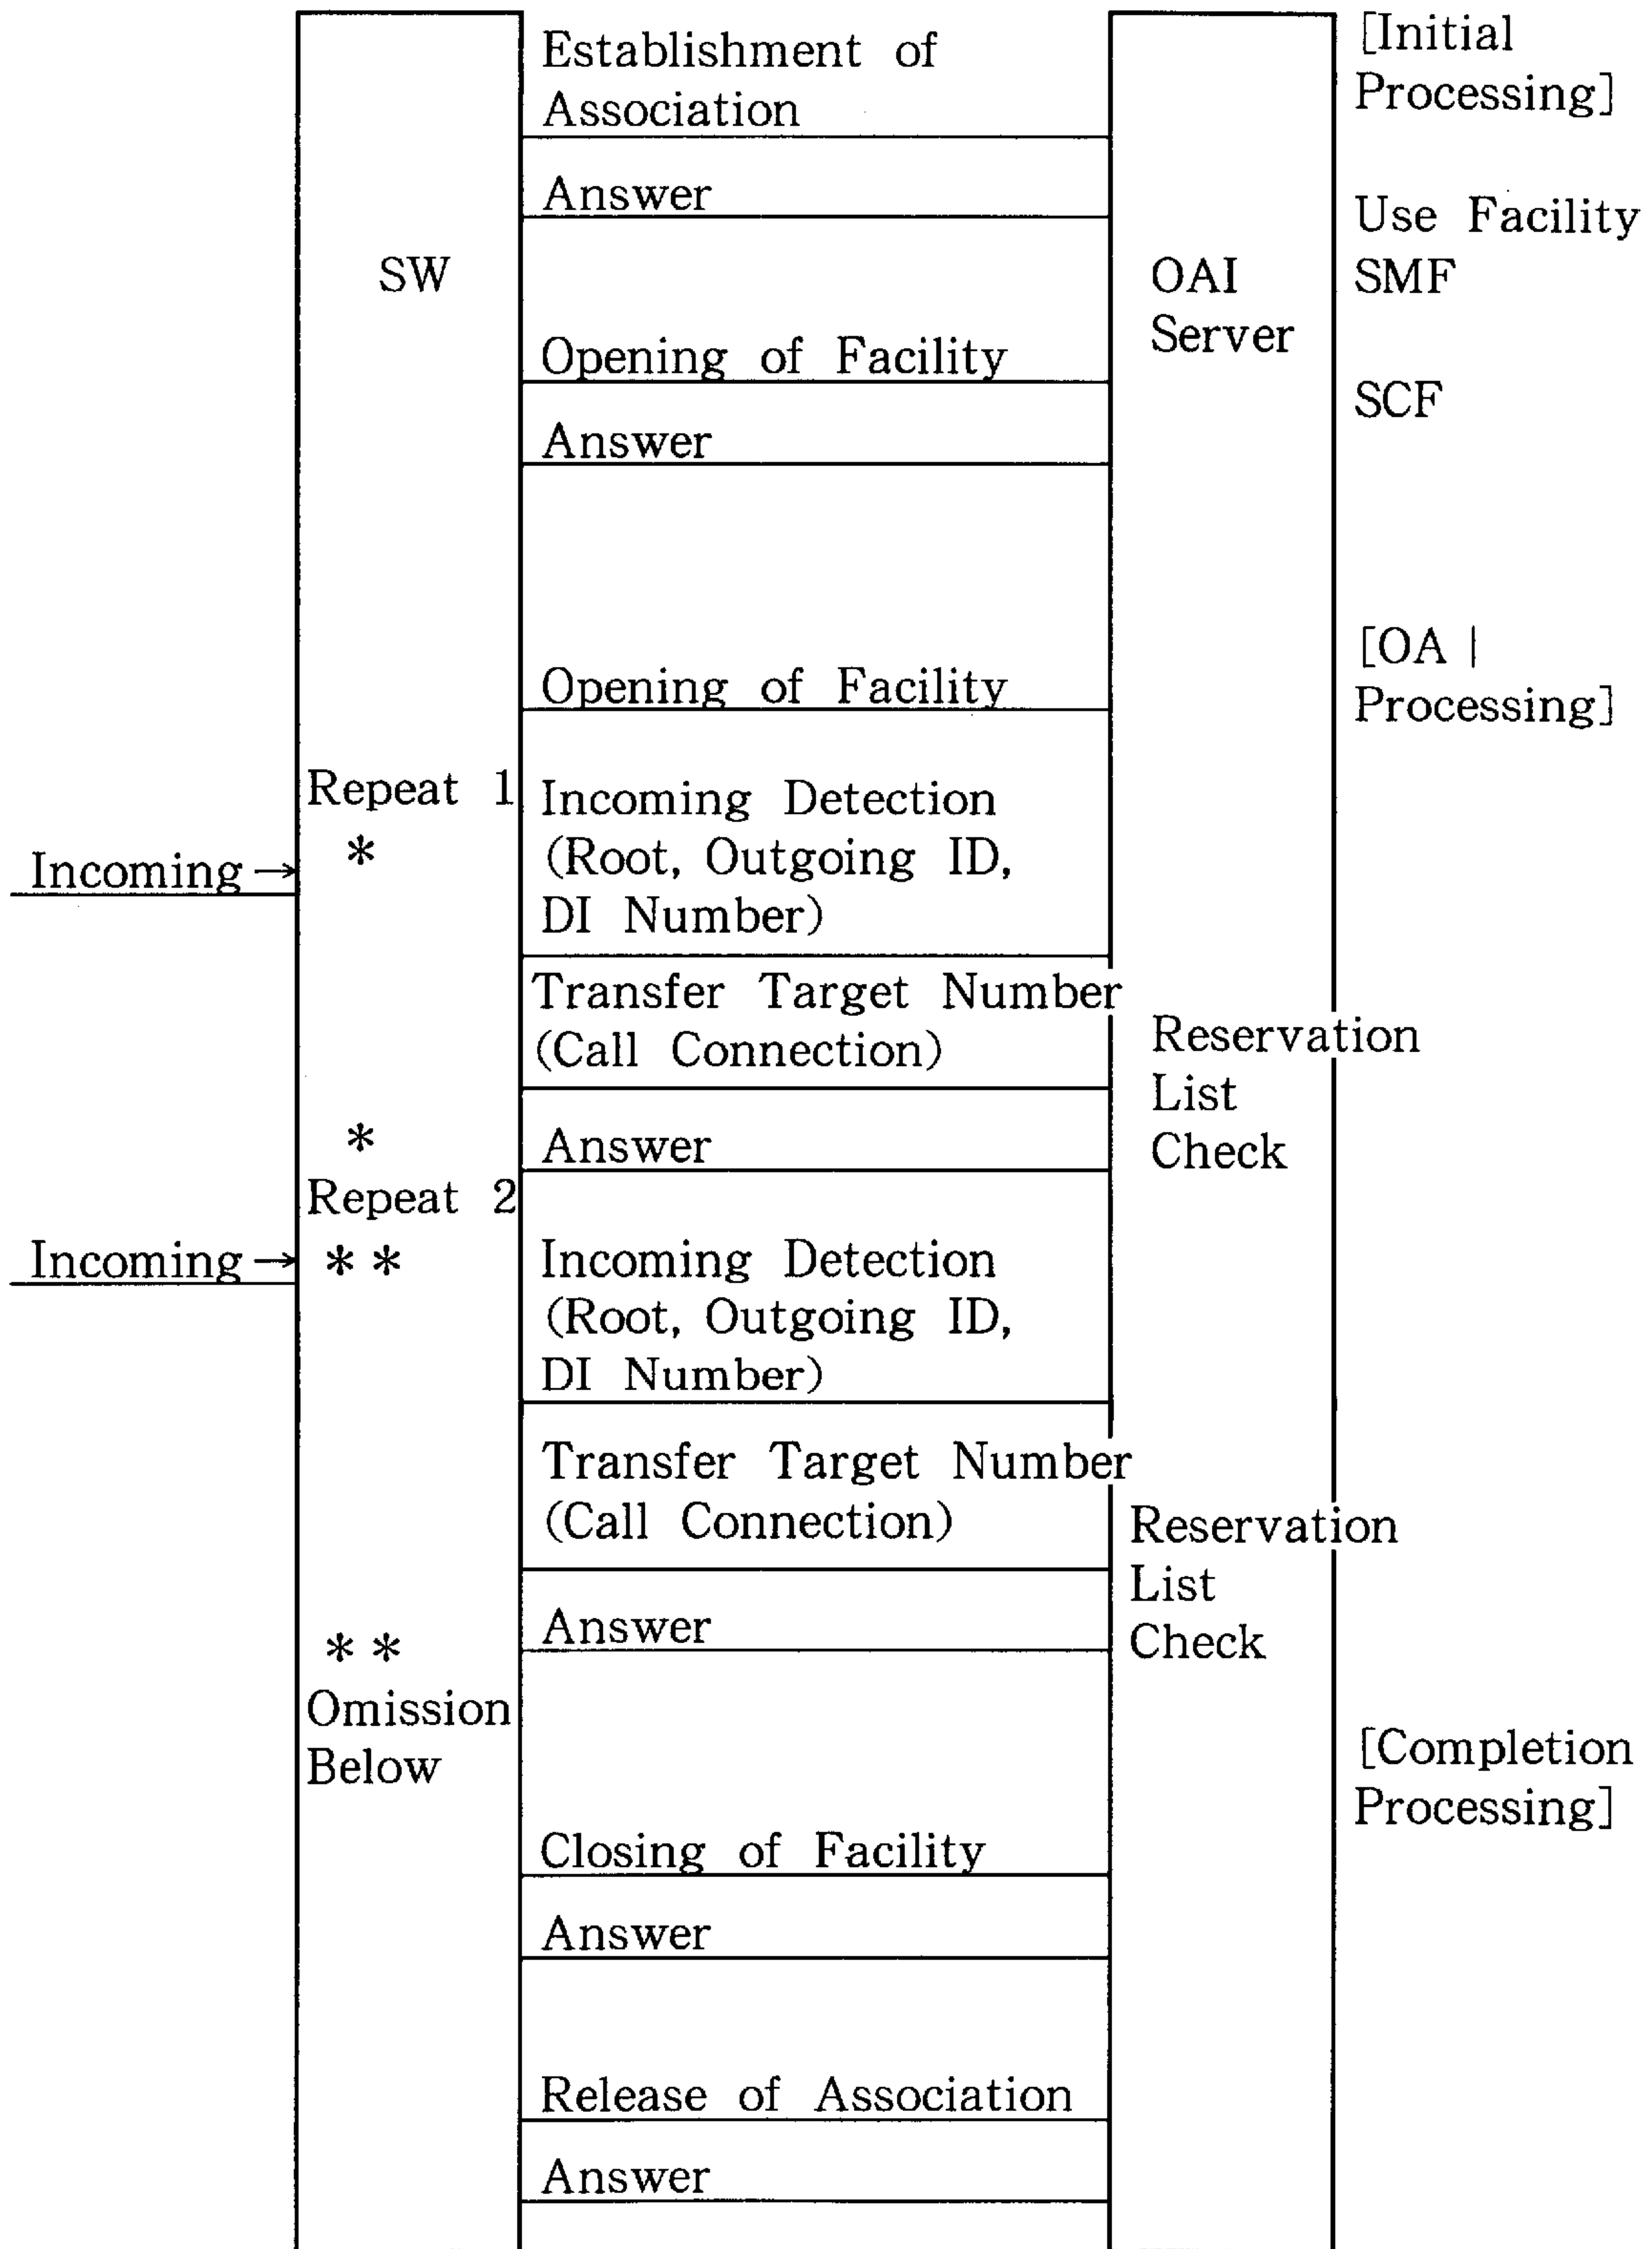 Establishment of
Association
[Initial
Processing]
Answer
Use Facility
SW
OAI
Server
SMF
Opening of Facility
SCF
Answer
[OA |
Processing]
Opening of Facility
Repeat 1
*
Incoming →
Incoming Detection
(Root, Outgoing ID,
DI Number)
Transfer Target Number
(Call Connection)
Reservation
List
Check
*
Answer
Repeat 2
Incoming →
* *
Incoming Detection
(Root, Outgoing ID,
DI Number)
Transfer Target Number
(Call Connection)
Reservation
List
Check
Answer
* *
Omission
Below
[Completion
Processing]
Closing of Facility
Answer
Release of Association
Answer